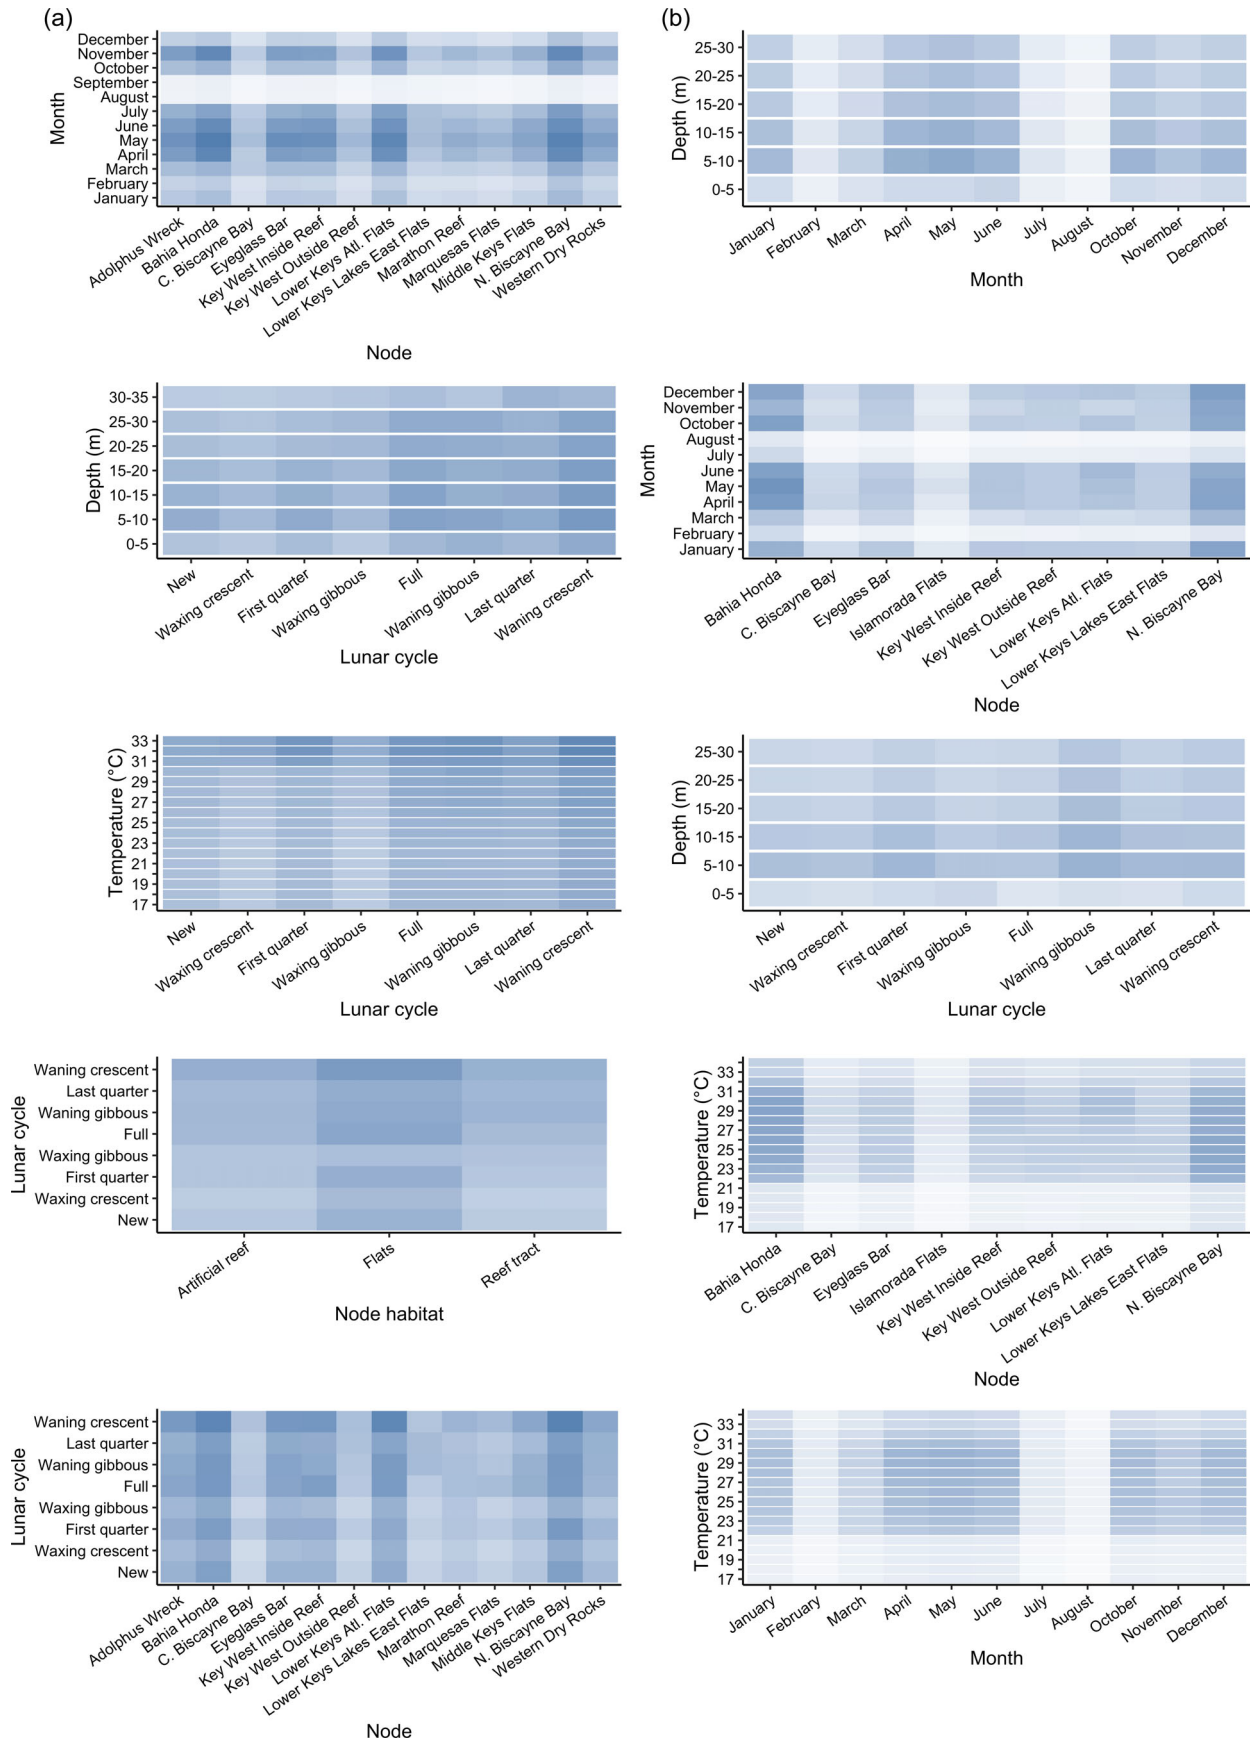 (a)
December
November
October
September
August
July
June
May
April
March
February
January
Month
Adolphus Wreck
Bahia Honda
C. Biscayne Bay
Eyeglass Bar
Key West Inside Reef
Key West Outside Reef
Lower Keys Atl. Flats
Lower Keys Lakes East Flats
Marathon Reef
Marquesas Flats
Middle Keys Flats
N. Biscayne Bay
Western Dry Rocks
Node
30-35
25-30
20-25
15-20
10-15
5-10
0-5
Depth (m)
New
Waxing crescent
First quarter
Waxing gibbous
Full
Waning gibbous
Last quarter
Waning crescent
Lunar cycle
33
31
29
27
25
23
21
19
17
Temperature (°C)
New
Waxing crescent
First quarter
Waxing gibbous
Full
Waning gibbous
Last quarter
Waning crescent
Lunar cycle
Waning crescent
Last quarter
Waning gibbous
Full
Waxing gibbous
First quarter
Waxing crescent
New
Lunar cycle
Artificial reef
Flats
Reef tract
Node habitat
Waning crescent
Last quarter
Waning gibbous
Full
Waxing gibbous
First quarter
Waxing crescent
New
Lunar cycle
Adolphus Wreck
Bahia Honda
C. Biscayne Bay
Eyeglass Bar
Key West Inside Reef
Key West Outside Reef
Lower Keys Atl. Flats
Lower Keys Lakes East Flats
Marathon Reef
Marquesas Flats
Middle Keys Flats
N. Biscayne Bay
Western Dry Rocks
Node
(b)
25-30
20-25
15-20
10-15
5-10
0-5
Depth (m)
January
February
March
April
May
June
July
August
October
November
December
Month
December
November
October
August
July
June
May
April
March
February
January
Month
Bahia Honda
C. Biscayne Bay
Eyeglass Bar
Islamorada Flats
Key West Inside Reef
Key West Outside Reef
Lower Keys Atl. Flats
Lower Keys Lakes East Flats
N. Biscayne Bay
Node
25-30
20-25
15-20
10-15
5-10
0-5
Depth (m)
New
Waxing crescent
First quarter
Waxing gibbous
Full
Waning gibbous
Last quarter
Waning crescent
Lunar cycle
33
31
29
27
25
23
21
19
17
Temperature (°C)
Bahia Honda
C. Biscayne Bay
Eyeglass Bar
Islamorada Flats
Key West Inside Reef
Key West Outside Reef
Lower Keys Atl. Flats
Lower Keys Lakes East Flats
N. Biscayne Bay
Node
33
31
29
27
25
23
21
19
17
Temperature (°C)
January
February
March
April
May
June
July
August
October
November
December
Month